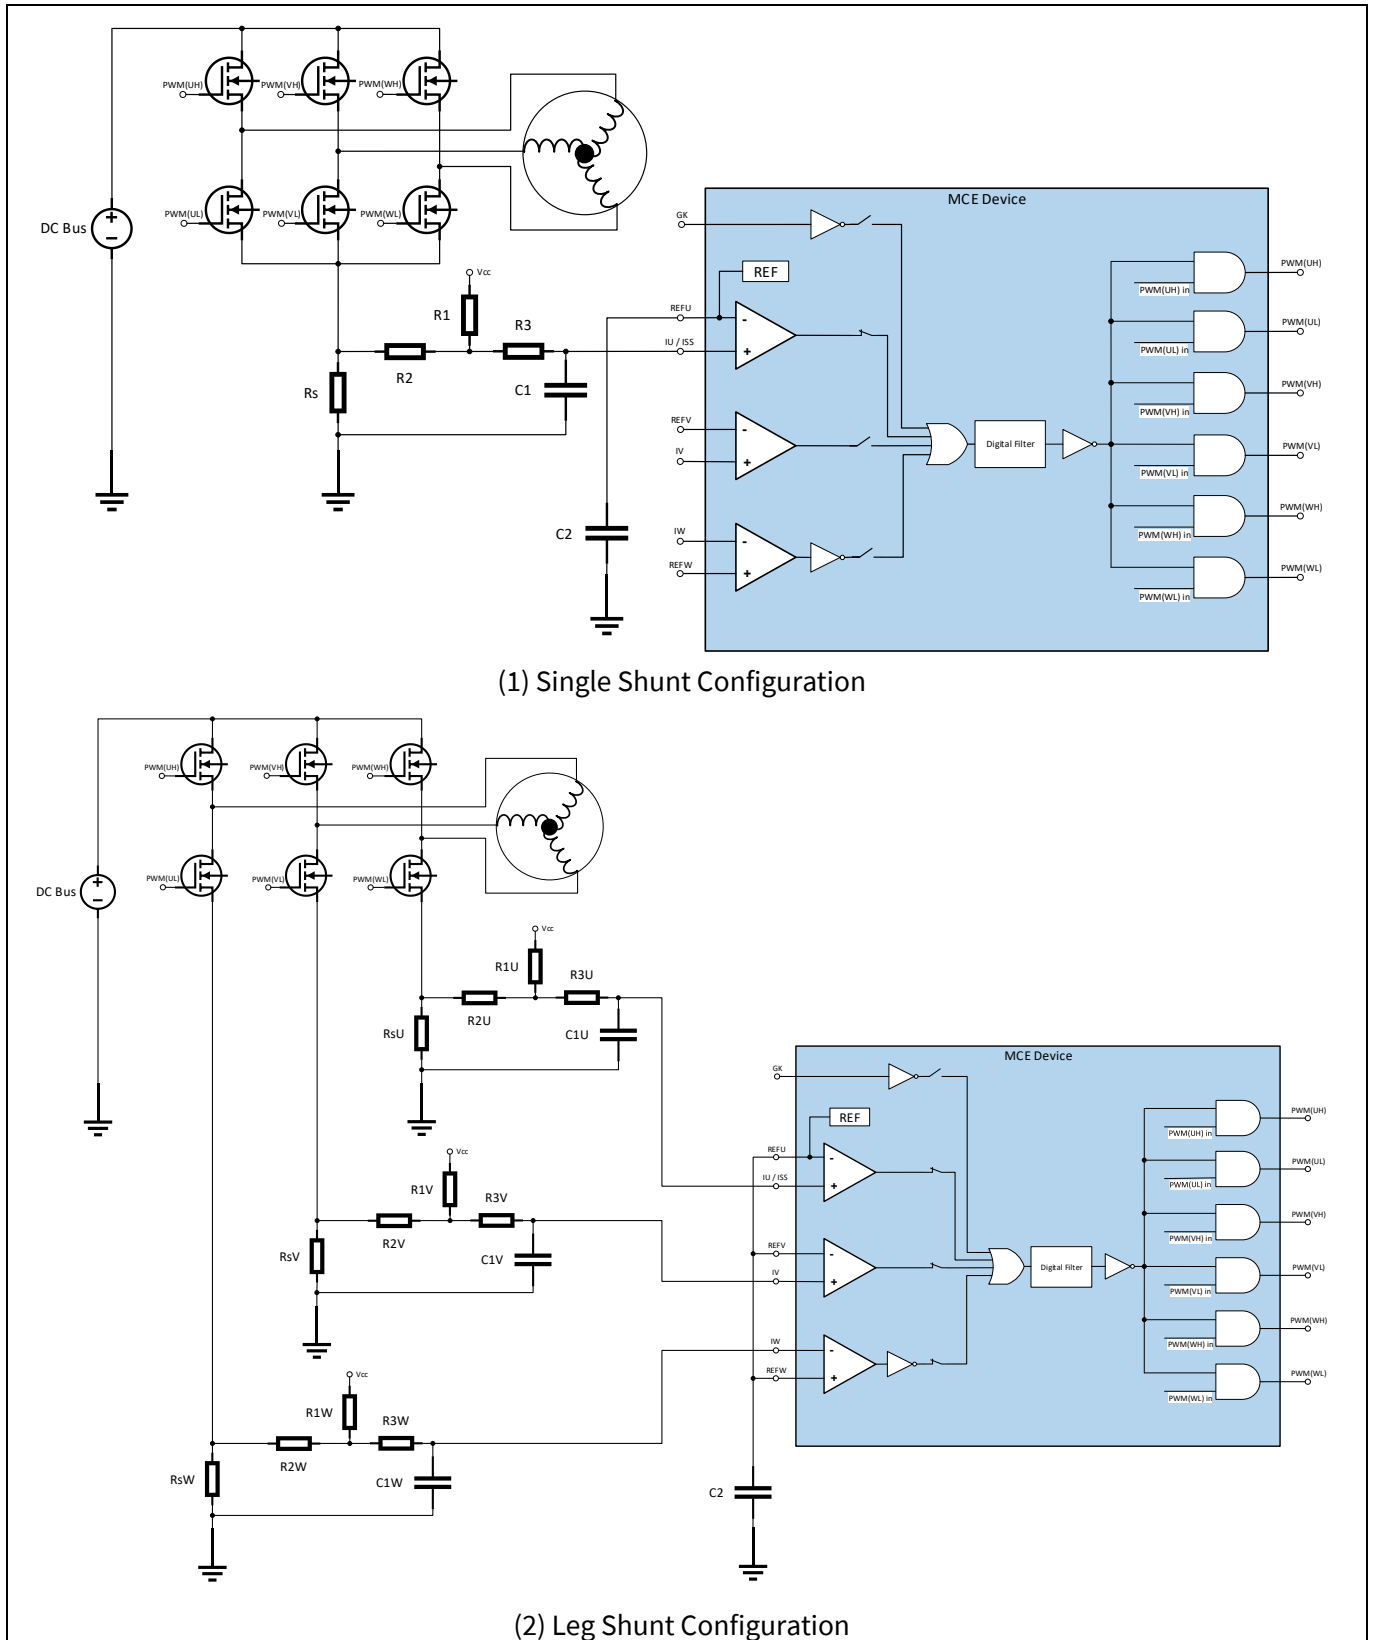 PWM(UH)
PWM(VH)
PWM(WH)
PWM(UL)
PWM(VL)
PWM(WL)
DC Bus
+
−
Vcc
R1
R3
R2
Rs
C1
C2
MCE Device
GK
REF
REFU
IU / ISS
REFV
IV
IW
REFW
-
+
-
+
-
+
Digital Filter
PWM(UH)
PWM(UH) in
PWM(UL)
PWM(UL) in
PWM(VH)
PWM(VH) in
PWM(VL)
PWM(VL) in
PWM(WH)
PWM(WH) in
PWM(WL)
PWM(WL) in
(1) Single Shunt Configuration
PWM(UH)
PWM(VH)
PWM(WH)
PWM(UL)
PWM(VL)
PWM(WL)
DC Bus
+
−
Vcc
R1U
R3U
R2U
RsU
C1U
Vcc
R1V
R3V
R2V
RsV
C1V
Vcc
R1W
R3W
R2W
RsW
C1W
C2
MCE Device
GK
REF
REFU
IU / ISS
REFV
IV
IW
REFW
-
+
-
+
-
+
Digital Filter
PWM(UH)
PWM(UH) in
PWM(UL)
PWM(UL) in
PWM(VH)
PWM(VH) in
PWM(VL)
PWM(VL) in
PWM(WH)
PWM(WH) in
PWM(WL)
PWM(WL) in
(2) Leg Shunt Configuration